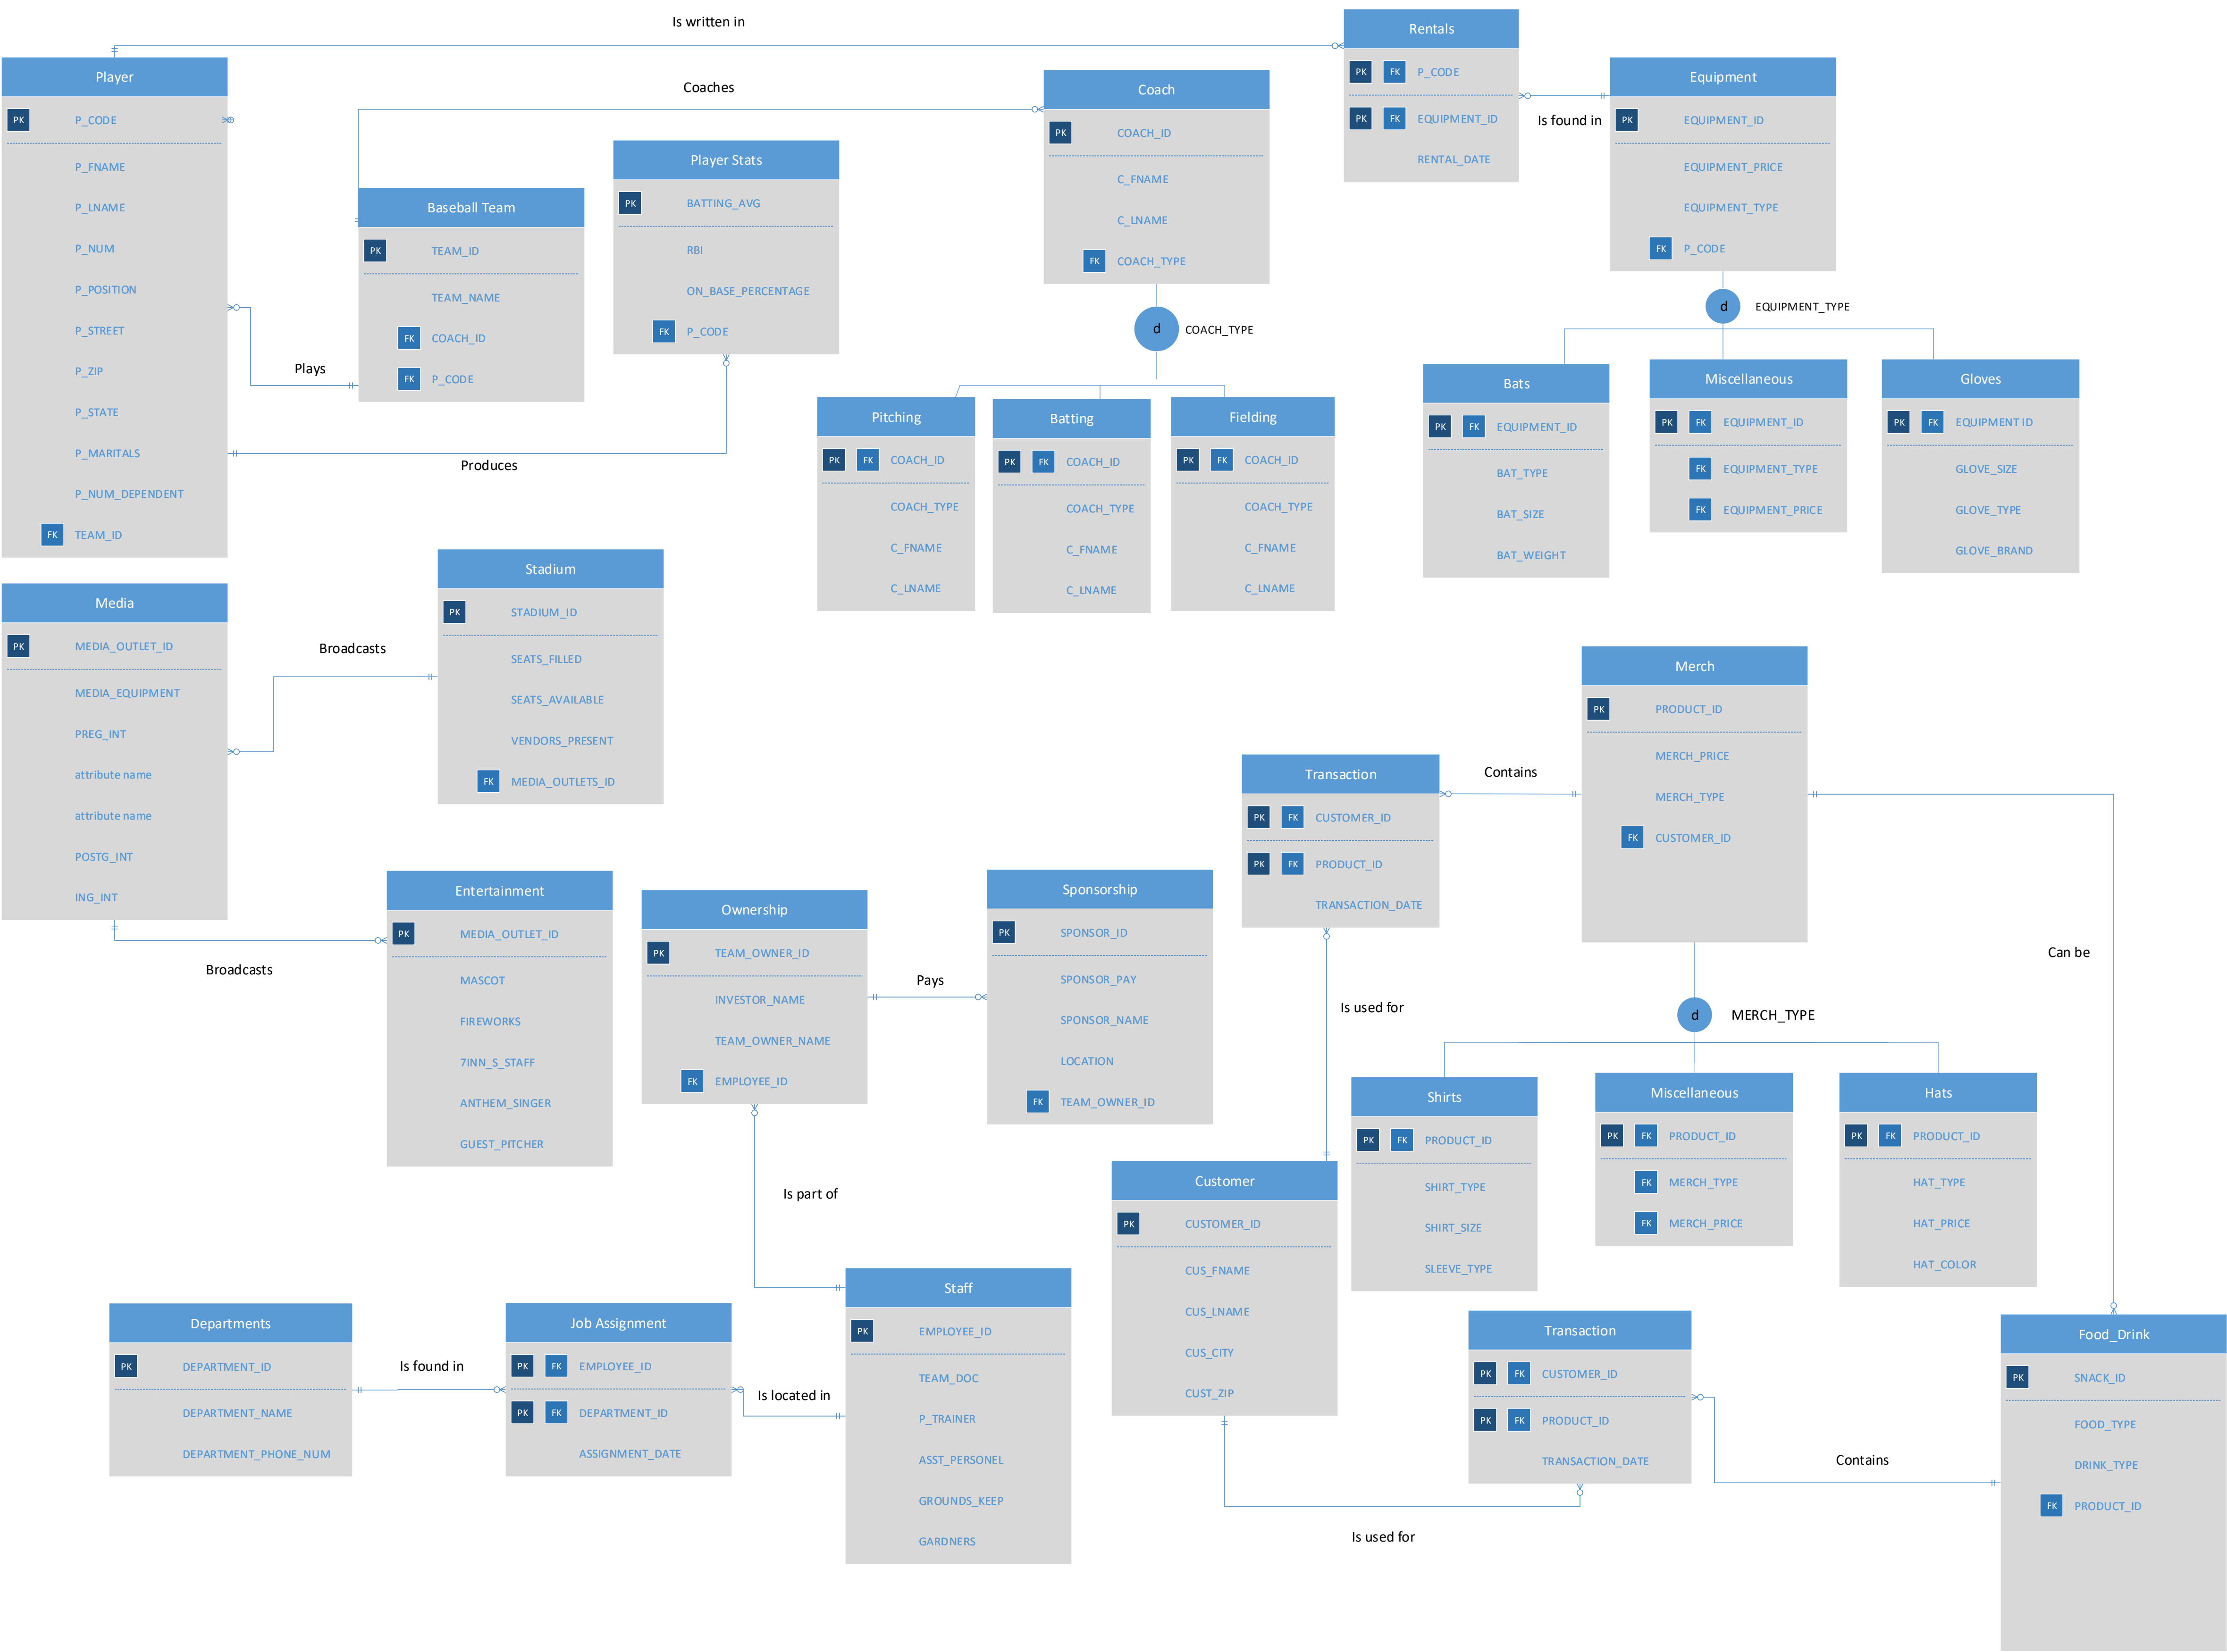 Is written in
Player
PK P_CODE
P_FNAME
P_LNAME
P_NUM
P_POSITION
P_STREET
P_ZIP
P_STATE
P_MARITALS
P_NUM_DEPENDENT
FK TEAM_ID
Coaches
Baseball Team
PK TEAM_ID
TEAM_NAME
FK COACH_ID
FK P_CODE
Plays
Player Stats
PK BATTING_AVG
RBI
ON_BASE_PERCENTAGE
FK P_CODE
Produces
Coach
PK COACH_ID
C_FNAME
C_LNAME
FK COACH_TYPE
d COACH_TYPE
Pitching
PK FK COACH_ID
COACH_TYPE
C_FNAME
C_LNAME
Batting
PK FK COACH_ID
COACH_TYPE
C_FNAME
C_LNAME
Fielding
PK FK COACH_ID
COACH_TYPE
C_FNAME
C_LNAME
Rentals
PK FK P_CODE
PK FK EQUIPMENT_ID
RENTAL_DATE
Is found in
Equipment
PK EQUIPMENT_ID
EQUIPMENT_PRICE
EQUIPMENT_TYPE
FK P_CODE
d EQUIPMENT_TYPE
Bats
PK FK EQUIPMENT_ID
BAT_TYPE
BAT_SIZE
BAT_WEIGHT
Miscellaneous
PK FK EQUIPMENT_ID
FK EQUIPMENT_TYPE
FK EQUIPMENT_PRICE
Gloves
PK FK EQUIPMENT ID
GLOVE_SIZE
GLOVE_TYPE
GLOVE_BRAND
Media
PK MEDIA_OUTLET_ID
MEDIA_EQUIPMENT
PREG_INT
attribute name
attribute name
POSTG_INT
ING_INT
Broadcasts
Stadium
PK STADIUM_ID
SEATS_FILLED
SEATS_AVAILABLE
VENDORS_PRESENT
FK MEDIA_OUTLETS_ID
Broadcasts
Entertainment
PK MEDIA_OUTLET_ID
MASCOT
FIREWORKS
7INN_S_STAFF
ANTHEM_SINGER
GUEST_PITCHER
Ownership
PK TEAM_OWNER_ID
INVESTOR_NAME
TEAM_OWNER_NAME
FK EMPLOYEE_ID
Pays
Sponsorship
PK SPONSOR_ID
SPONSOR_PAY
SPONSOR_NAME
LOCATION
FK TEAM_OWNER_ID
Is part of
Transaction
PK FK CUSTOMER_ID
PK FK PRODUCT_ID
TRANSACTION_DATE
Contains
Merch
PK PRODUCT_ID
MERCH_PRICE
MERCH_TYPE
FK CUSTOMER_ID
Can be
Is used for
d MERCH_TYPE
Shirts
PK FK PRODUCT_ID
SHIRT_TYPE
SHIRT_SIZE
SLEEVE_TYPE
Miscellaneous
PK FK PRODUCT_ID
FK MERCH_TYPE
FK MERCH_PRICE
Hats
PK FK PRODUCT_ID
HAT_TYPE
HAT_PRICE
HAT_COLOR
Customer
PK CUSTOMER_ID
CUS_FNAME
CUS_LNAME
CUS_CITY
CUST_ZIP
Departments
PK DEPARTMENT_ID
DEPARTMENT_NAME
DEPARTMENT_PHONE_NUM
Is found in
Job Assignment
PK FK EMPLOYEE_ID
PK FK DEPARTMENT_ID
ASSIGNMENT_DATE
Is located in
Staff
PK EMPLOYEE_ID
TEAM_DOC
P_TRAINER
ASST_PERSONEL
GROUNDS_KEEP
GARDNERS
Transaction
PK FK CUSTOMER_ID
PK FK PRODUCT_ID
TRANSACTION_DATE
Is used for
Contains
Food_Drink
PK SNACK_ID
FOOD_TYPE
DRINK_TYPE
FK PRODUCT_ID